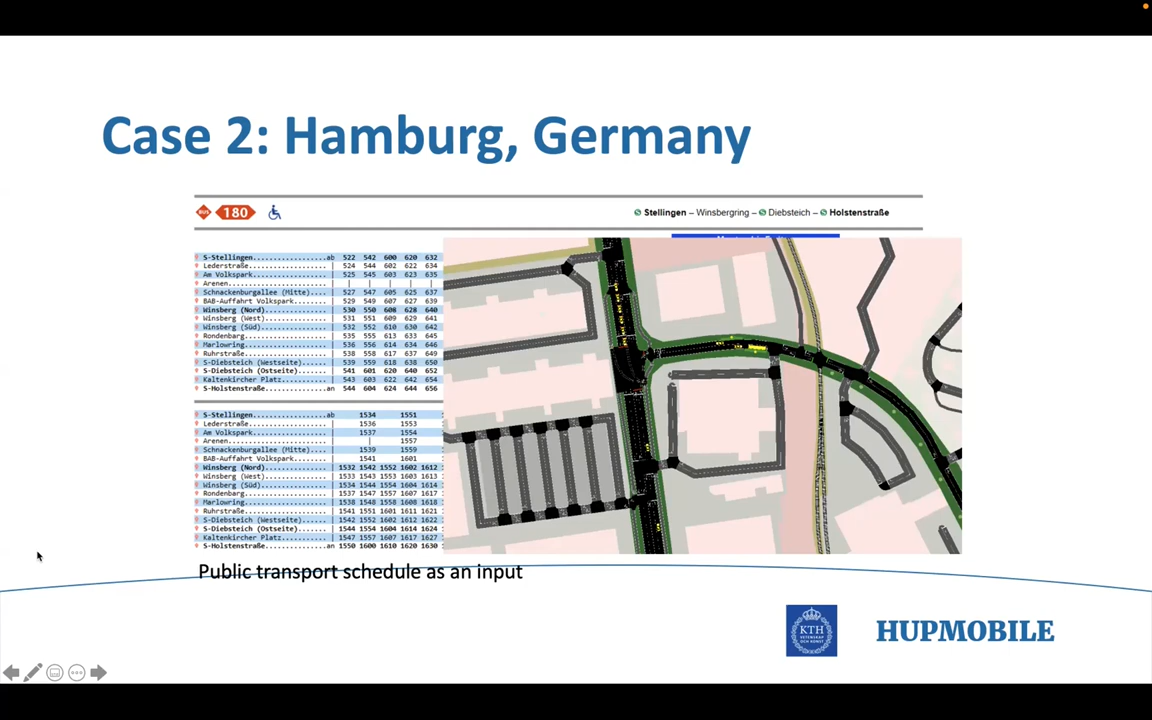 Case 2: Hamburg, Germany
BUS 180
Stellingen – Winsbergring – Diebsteich – Holstenstraße
S-Stellingen...................ab 522 542 600 620 632
Lederstraße.................... | 524 544 602 622 634
Am Volkspark................... | 525 545 603 623 635
Arenen......................... | | | | | |
Schnackenburgallee (Mitte).... | 527 547 605 625 637
BAB-Auffahrt Volkspark........ | 529 549 607 627 639
Winsberg (Nord)................ | 530 550 608 628 640
Winsberg (West)................ | 531 551 609 629 641
Winsberg (Süd)................. | 532 552 610 630 642
Rondenbarg..................... | 535 555 613 633 645
Marlowring..................... | 536 556 614 634 646
Ruhrstraße..................... | 538 558 617 637 649
S-Diebsteich (Westseite)...... | 539 559 618 638 650
S-Diebsteich (Ostseite)....... | 541 601 620 640 652
Kaltenkircher Platz............ | 543 603 622 642 654
S-Holstenstraße................an 544 604 624 644 656
S-Stellingen...................ab 1534 1551
Lederstraße.................... | 1536 1553
Am Volkspark................... | 1537 1554
Arenen......................... | | 1557
Schnackenburgallee (Mitte).... | 1539 1559
BAB-Auffahrt Volkspark........ | 1541 1601
Winsberg (Nord)................ | 1532 1542 1552 1602 1612
Winsberg (West)................ | 1533 1543 1553 1603 1613
Winsberg (Süd)................. | 1534 1544 1554 1604 1614
Rondenbarg..................... | 1537 1547 1557 1607 1617
Marlowring..................... | 1538 1548 1558 1608 1618
Ruhrstraße..................... | 1541 1551 1601 1611 1621
S-Diebsteich (Westseite)...... | 1542 1552 1602 1612 1622
S-Diebsteich (Ostseite)....... | 1544 1554 1604 1614 1624
Kaltenkircher Platz............ | 1547 1557 1607 1617 1627
S-Holstenstraße................an 1550 1600 1610 1620 1630
Public transport schedule as an input
KTH
VETENSKAP
OCH KONST
HUPMOBILE